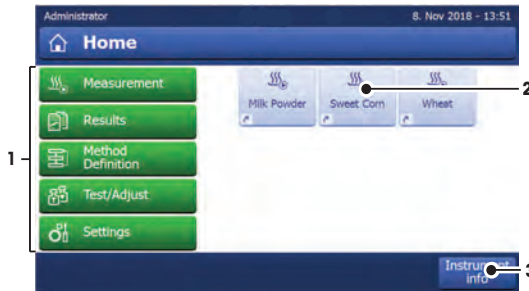 Administrator
8. Nov 2018 - 13:51
Home
Measurement
Results
Method
Definition
Test/Adjust
Settings
Milk Powder
Sweet Corn
Wheat
Instrument
info
1
2
3